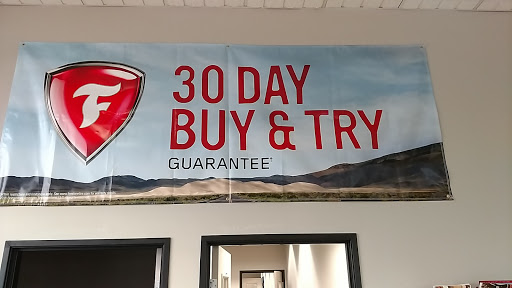 F
30 DAY
BUY & TRY
GUARANTEE*